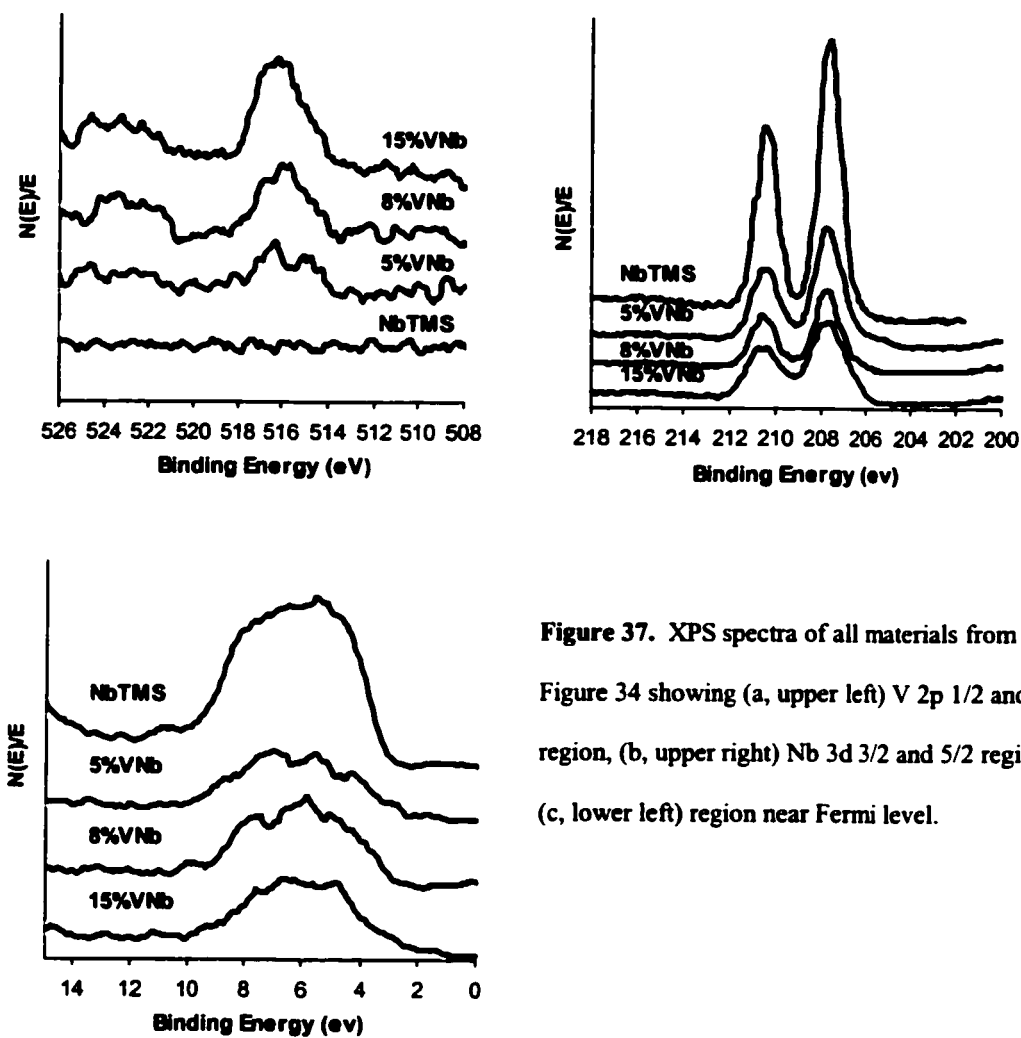 N(E)/E
15%VNb
8%VNb
5%VNb
NbTMS
526 524 522 520 518 516 514 512 510 508
Binding Energy (eV)
N(E)/E
NbTMS
5%VNb
8%VNb
15%VNb
218 216 214 212 210 208 206 204 202 200
Binding Energy (ev)
N(E)/E
NbTMS
5%VNb
8%VNb
15%VNb
14 12 10 8 6 4 2 0
Binding Energy (ev)
Figure 37. XPS spectra of all materials from
Figure 34 showing (a, upper left) V 2p 1/2 and
region, (b, upper right) Nb 3d 3/2 and 5/2 regi
(c, lower left) region near Fermi level.